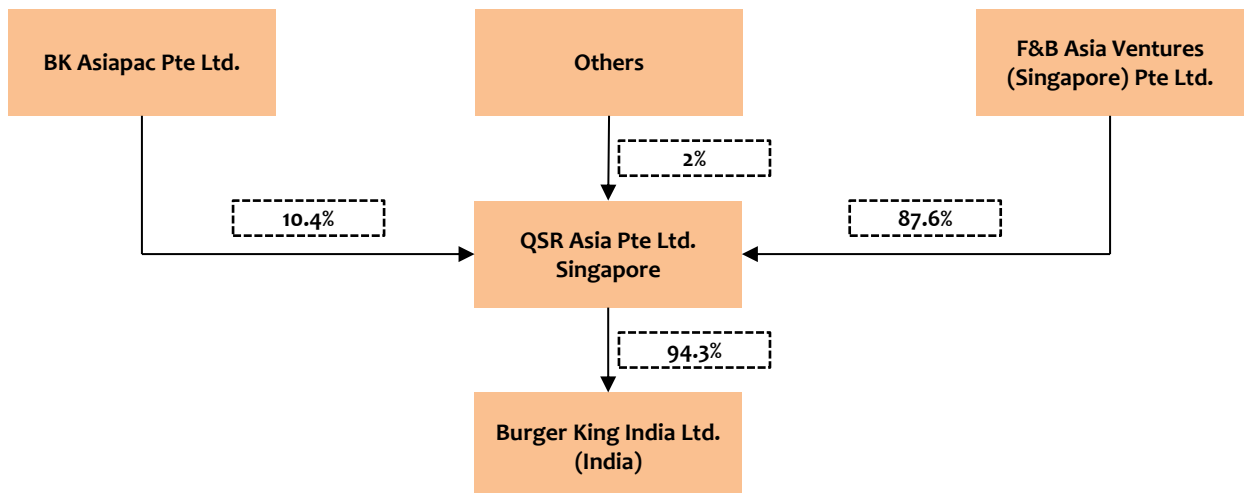 BK Asiapac Pte Ltd.
Others
F&B Asia Ventures
(Singapore) Pte Ltd.
2%
10.4%
87.6%
QSR Asia Pte Ltd.
Singapore
94.3%
Burger King India Ltd.
(India)